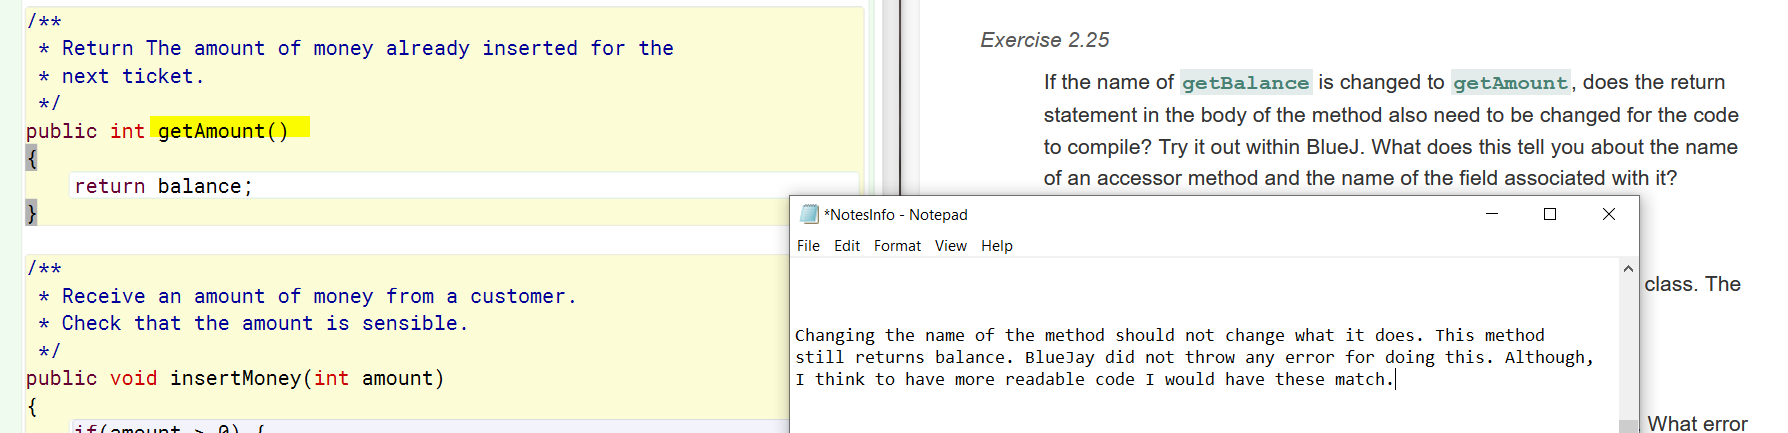 /**
 * Return The amount of money already inserted for the
 * next ticket.
 */
public int getAmount()
{
    return balance;
}
/**
 * Receive an amount of money from a customer.
 * Check that the amount is sensible.
 */
public void insertMoney(int amount)
{
    if(amount > 0) {
Exercise 2.25
If the name of getBalance is changed to getAmount, does the return
statement in the body of the method also need to be changed for the code
to compile? Try it out within BlueJ. What does this tell you about the name
of an accessor method and the name of the field associated with it?
class. The
What error
*NotesInfo - Notepad
File Edit Format View Help
Changing the name of the method should not change what it does. This method
still returns balance. BlueJay did not throw any error for doing this. Although,
I think to have more readable code I would have these match.